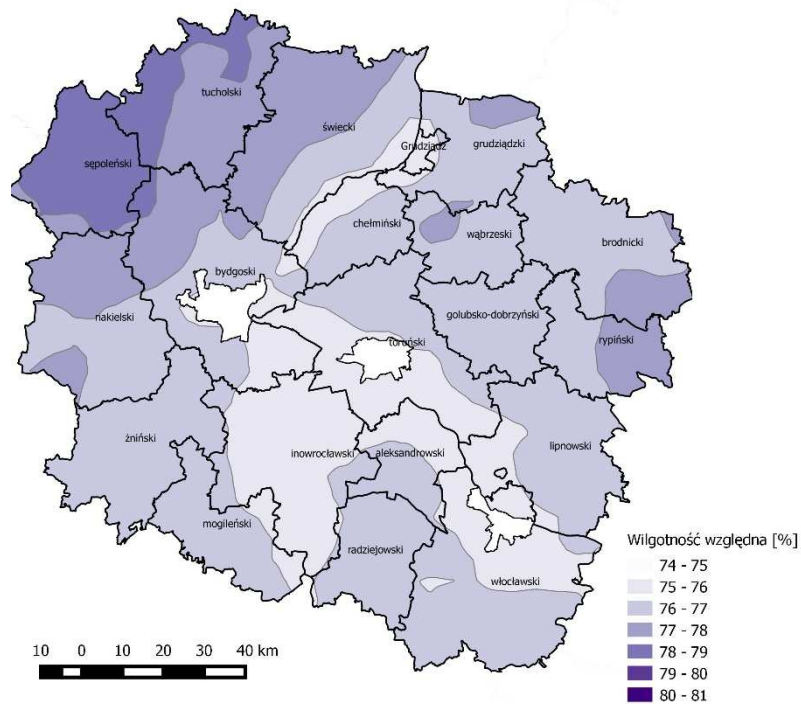 tucholski
świecki
sępoleński
Grudziądz
grudziądzki
chełmiński
wąbrzeski
brodnicki
bydgoski
nakielski
golubsko-dobrzyński
toruński
rypiński
żniński
inowrocławski
aleksandrowski
lipnowski
mogileński
radziejowski
włocławski
Wilgotność względna [%]
74 - 75
75 - 76
76 - 77
77 - 78
78 - 79
79 - 80
80 - 81
10 0 10 20 30 40 km